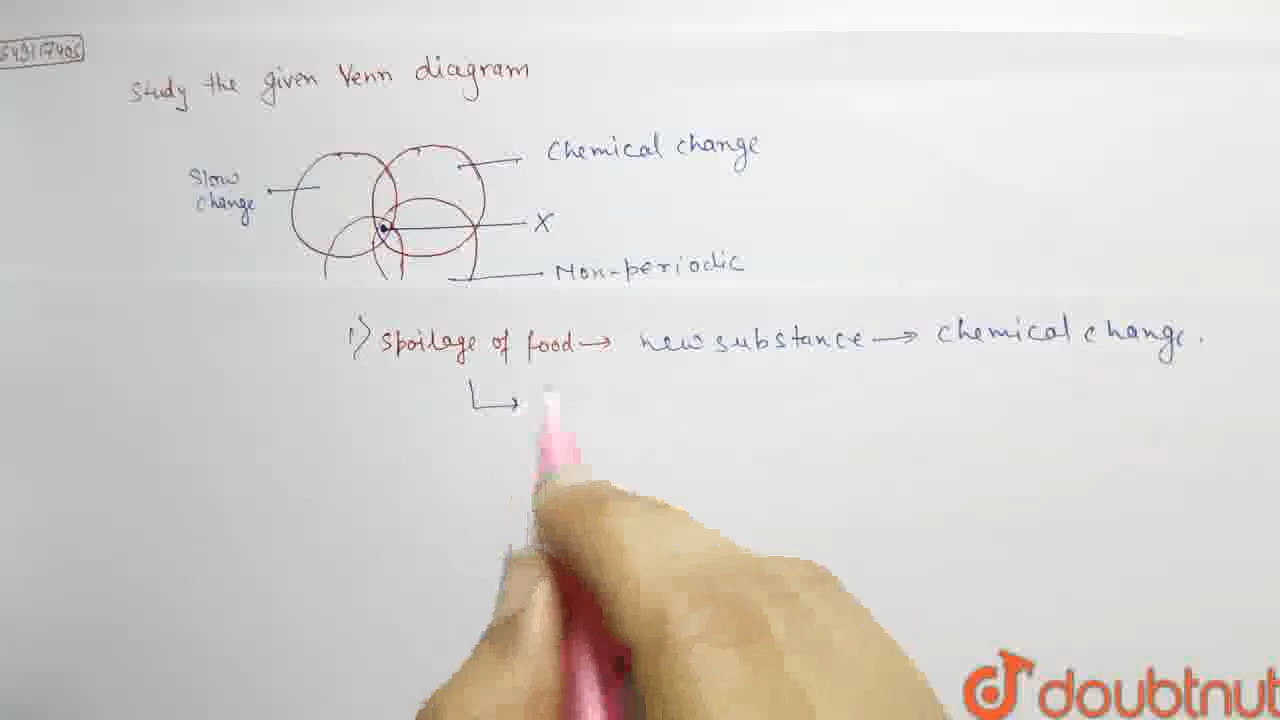 Study the given Venn diagram
Chemical change
Slow
change
X
Non-periodic
1) Spoilage of food → new substance → chemical change.
doubtnut